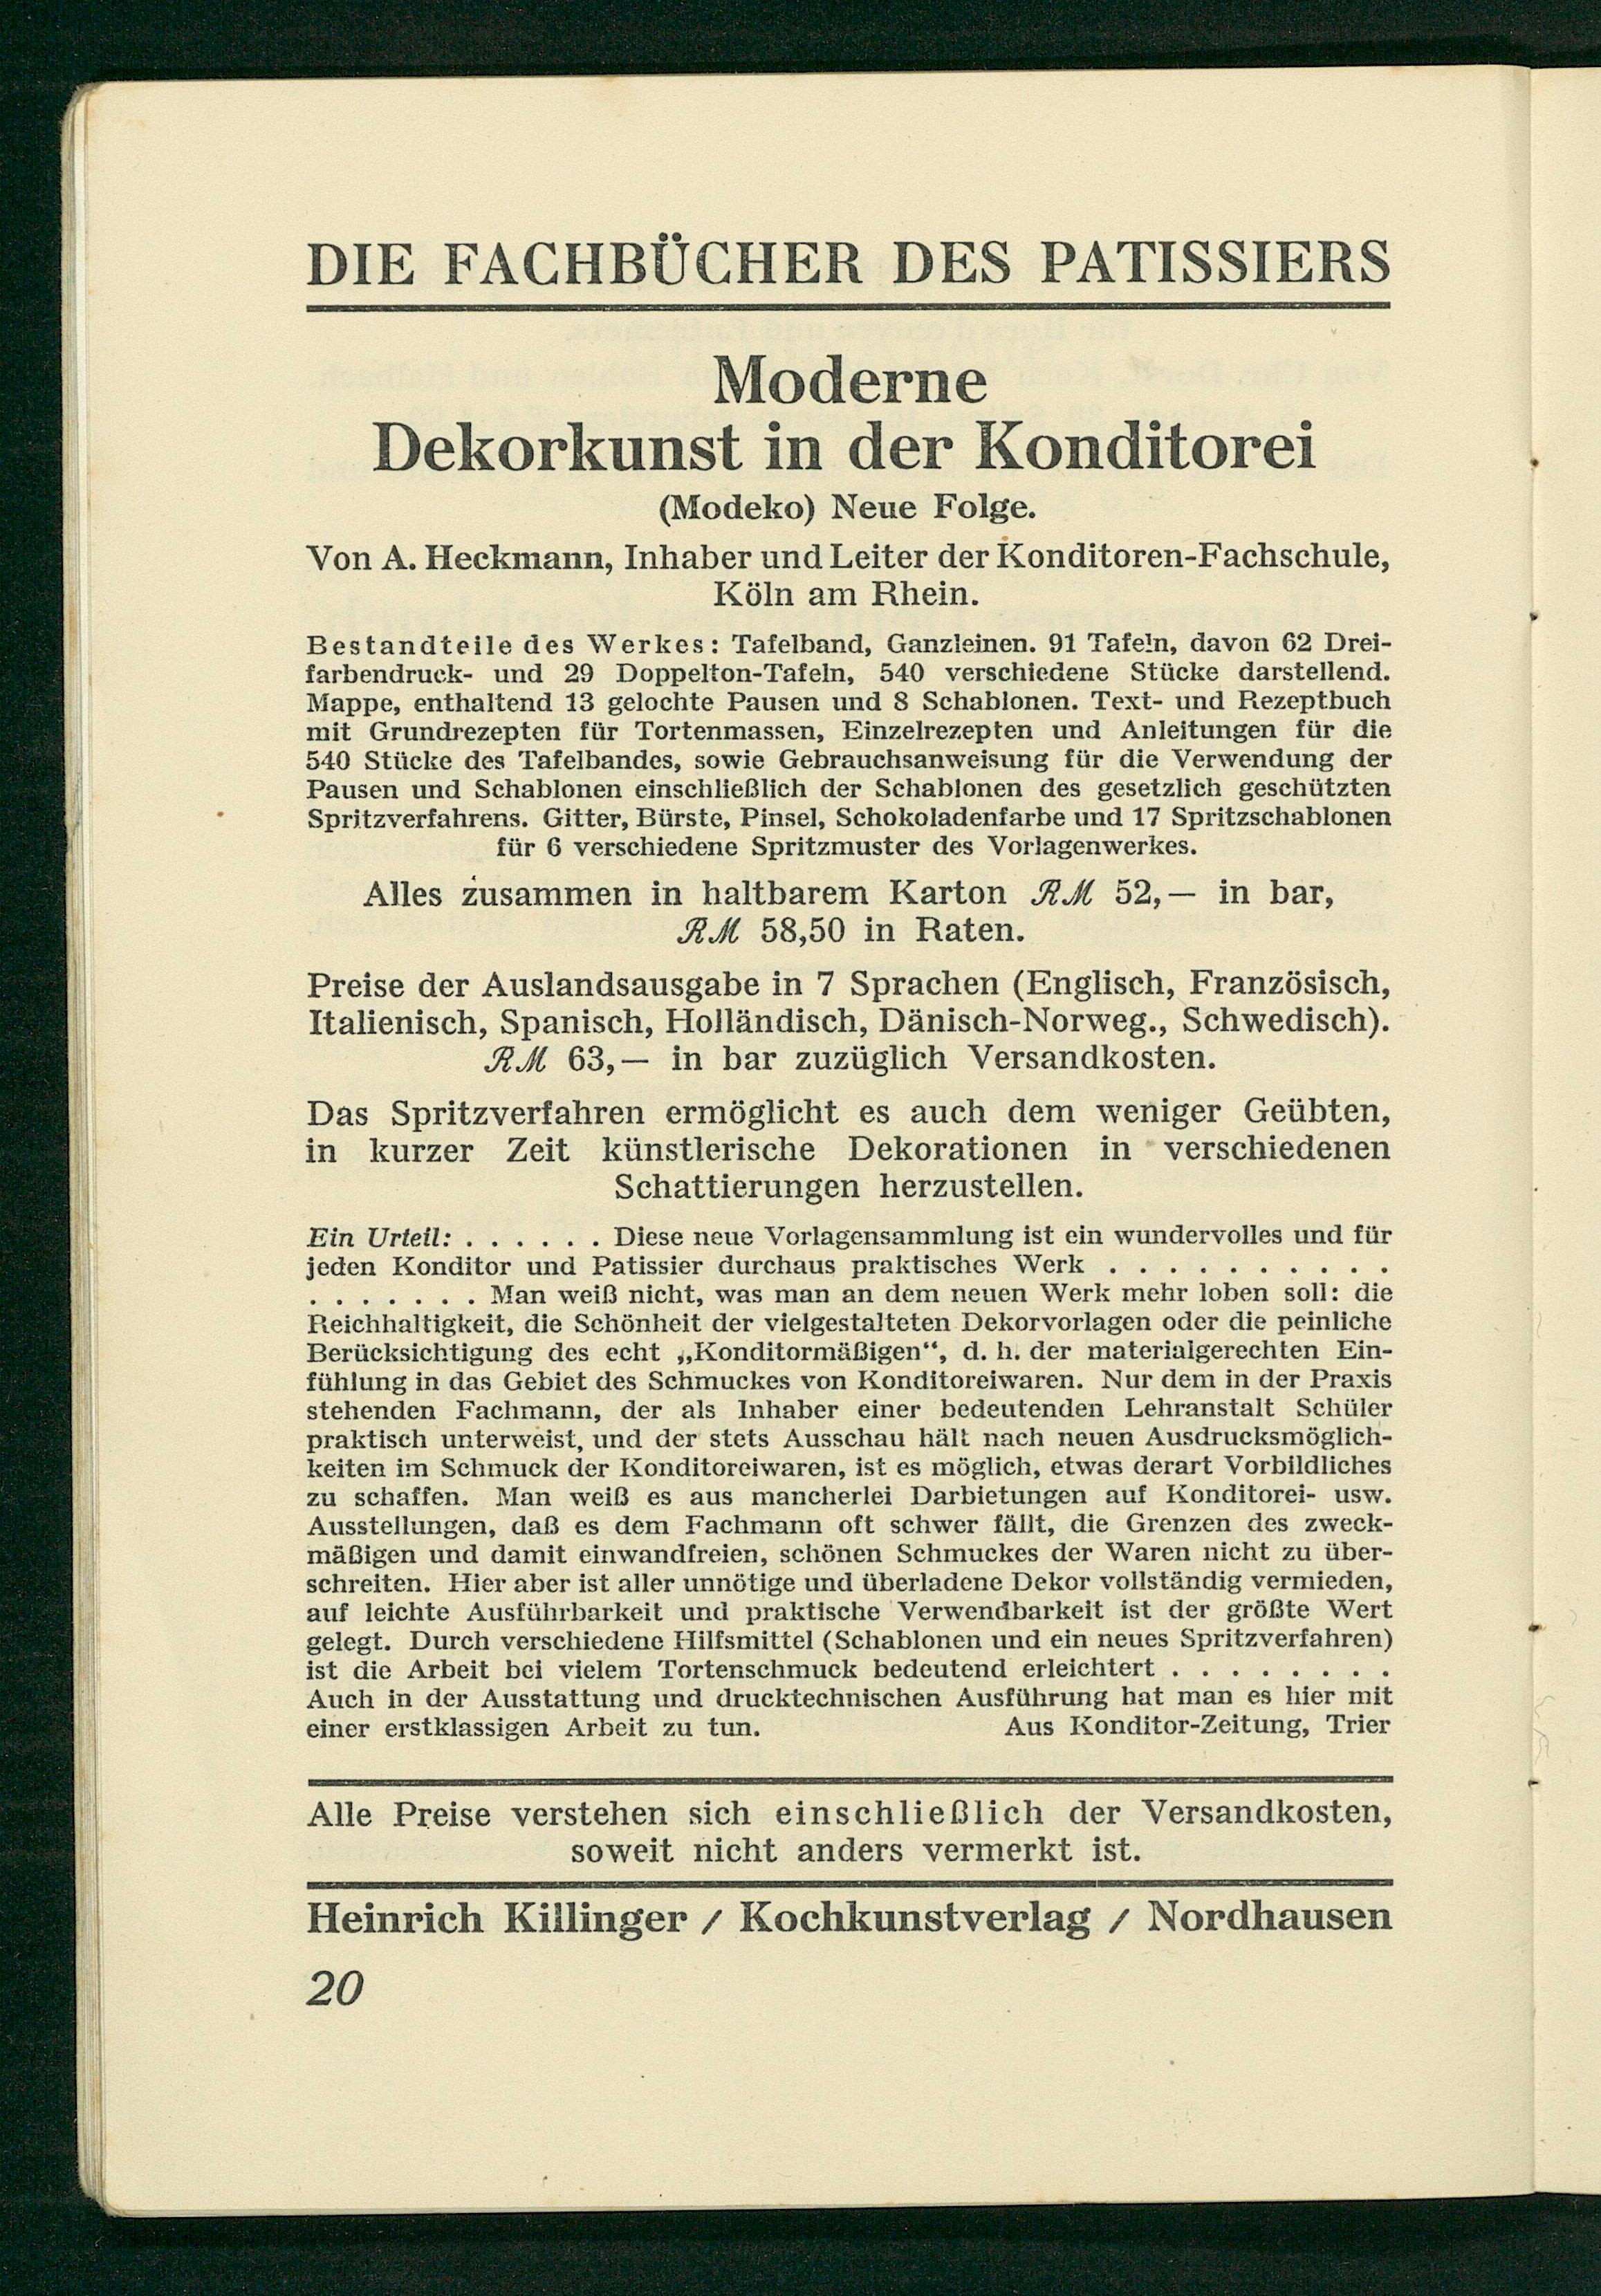 DIE FACHBÜCHER DES PATISSIERS
Moderne
Dekorkunst in der Konditorei
(Modeko) Neue Folge.
Von A. Heckmann, Inhaber und Leiter der Konditoren-Fachschule,
Köln am Rhein.
Bestandteile des Werkes: Tafelband, Ganzleinen. 91 Tafeln, davon 62 Drei-
farbendruck- und 29 Doppelton-Tafeln, 540 verschiedene Stücke darstellend.
Mappe, enthaltend 13 gelochte Pausen und 8 Schablonen. Text- und Rezeptbuch
mit Grundrezepten für Tortenmassen, Einzelrezepten und Anleitungen für die
540 Stücke des Tafelbandes, sowie Gebrauchsanweisung für die Verwendung der
Pausen und Schablonen einschließlich der Schablonen des gesetzlich geschützten
Spritzverfahrens. Gitter, Bürste, Pinsel, Schokoladenfarbe und 17 Spritzschablonen
für 6 verschiedene Spritzmuster des Vorlagenwerkes.
Alles zusammen in haltbarem Karton RM 52,— in bar,
RM 58,50 in Raten.
Preise der Auslandsausgabe in 7 Sprachen (Englisch, Französisch,
Italienisch, Spanisch, Holländisch, Dänisch-Norweg., Schwedisch).
RM 63,— in bar zuzüglich Versandkosten.
Das Spritzverfahren ermöglicht es auch dem weniger Geübten,
in kurzer Zeit künstlerische Dekorationen in verschiedenen
Schattierungen herzustellen.
Ein Urteil: . . . . . . Diese neue Vorlagensammlung ist ein wundervolles und für
jeden Konditor und Patissier durchaus praktisches Werk . . . . . . . . . .
. . . . . . . Man weiß nicht, was man an dem neuen Werk mehr loben soll: die
Reichhaltigkeit, die Schönheit der vielgestalteten Dekorvorlagen oder die peinliche
Berücksichtigung des echt „Konditormäßigen“, d. h. der materialgerechten Ein-
fühlung in das Gebiet des Schmuckes von Konditoreiwaren. Nur dem in der Praxis
stehenden Fachmann, der als Inhaber einer bedeutenden Lehranstalt Schüler
praktisch unterweist, und der stets Ausschau hält nach neuen Ausdrucksmöglich-
keiten im Schmuck der Konditoreiwaren, ist es möglich, etwas derart Vorbildliches
zu schaffen. Man weiß es aus mancherlei Darbietungen auf Konditorei- usw.
Ausstellungen, daß es dem Fachmann oft schwer fällt, die Grenzen des zweck-
mäßigen und damit einwandfreien, schönen Schmuckes der Waren nicht zu über-
schreiten. Hier aber ist aller unnötige und überladene Dekor vollständig vermieden,
auf leichte Ausführbarkeit und praktische Verwendbarkeit ist der größte Wert
gelegt. Durch verschiedene Hilfsmittel (Schablonen und ein neues Spritzverfahren)
ist die Arbeit bei vielem Tortenschmuck bedeutend erleichtert . . . . . . . .
Auch in der Ausstattung und drucktechnischen Ausführung hat man es hier mit
einer erstklassigen Arbeit zu tun. Aus Konditor-Zeitung, Trier
Alle Preise verstehen sich einschließlich der Versandkosten,
soweit nicht anders vermerkt ist.
Heinrich Killinger / Kochkunstverlag / Nordhausen
20